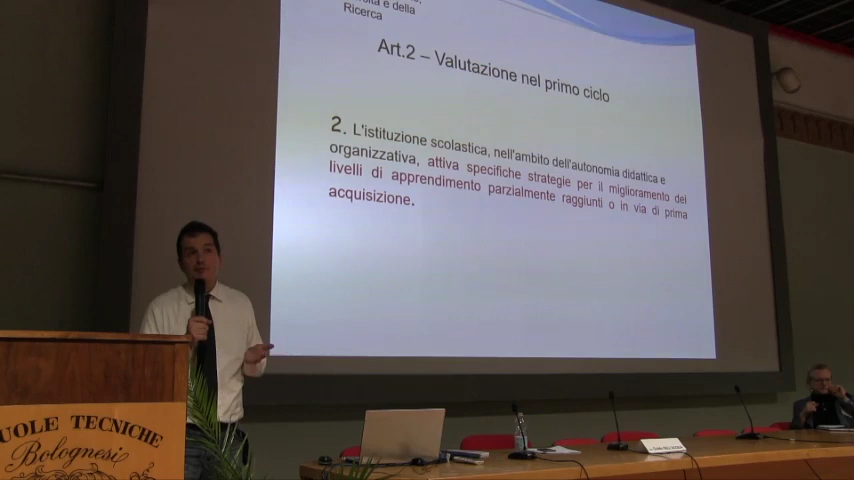 Ricerca
Art.2 – Valutazione nel primo ciclo
2. L'istituzione scolastica, nell'ambito dell'autonomia didattica e
organizzativa, attiva specifiche strategie per il miglioramento dei
livelli di apprendimento parzialmente raggiunti o in via di prima
acquisizione.
UOLE TECNICHE
Bolognesi